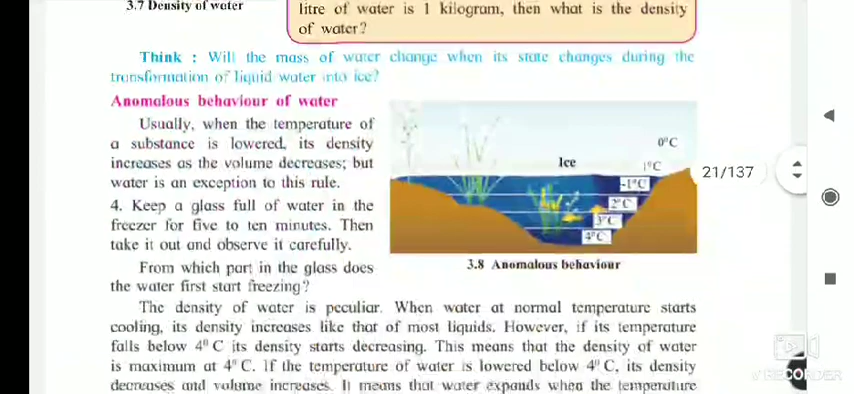 3.7 Density of water
litre of water is 1 kilogram, then what is the density
of water?
Think : Will the mass of water change when its state changes during the
transformation of liquid water into ice?
Anomalous behaviour of water
Usually, when the temperature of
a substance is lowered, its density
increases as the volume decreases; but
water is an exception to this rule.
4. Keep a glass full of water in the
freezer for five to ten minutes. Then
take it out and observe it carefully.
From which part in the glass does
the water first start freezing?
0°C
Ice
1°C
-1°C
2°C
3°C
4°C
3.8 Anomalous behaviour
21/137
The density of water is peculiar. When water at normal temperature starts
cooling, its density increases like that of most liquids. However, if its temperature
falls below 4° C its density starts decreasing. This means that the density of water
is maximum at 4° C. If the temperature of water is lowered below 4° C, its density
decreases and volume increases. It means that water expands when the temperature
RECORDER